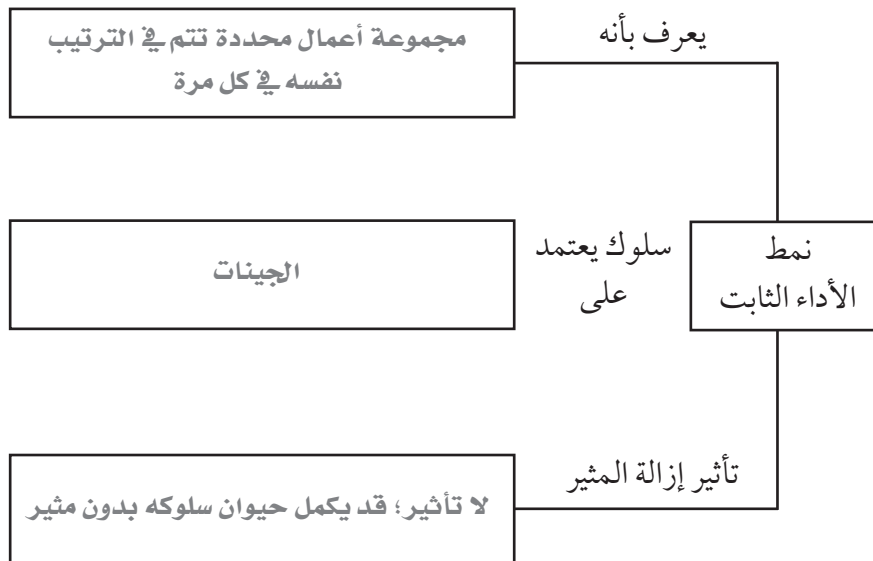 يعرف بأنه
مجموعة أعمال محددة تتم في الترتيب
نفسه في كل مرة
نمط
الأداء الثابت
سلوك يعتمد
على
الجينات
تأثير إزالة المثير
لا تأثير؛ قد يكمل حيوان سلوكه بدون مثير